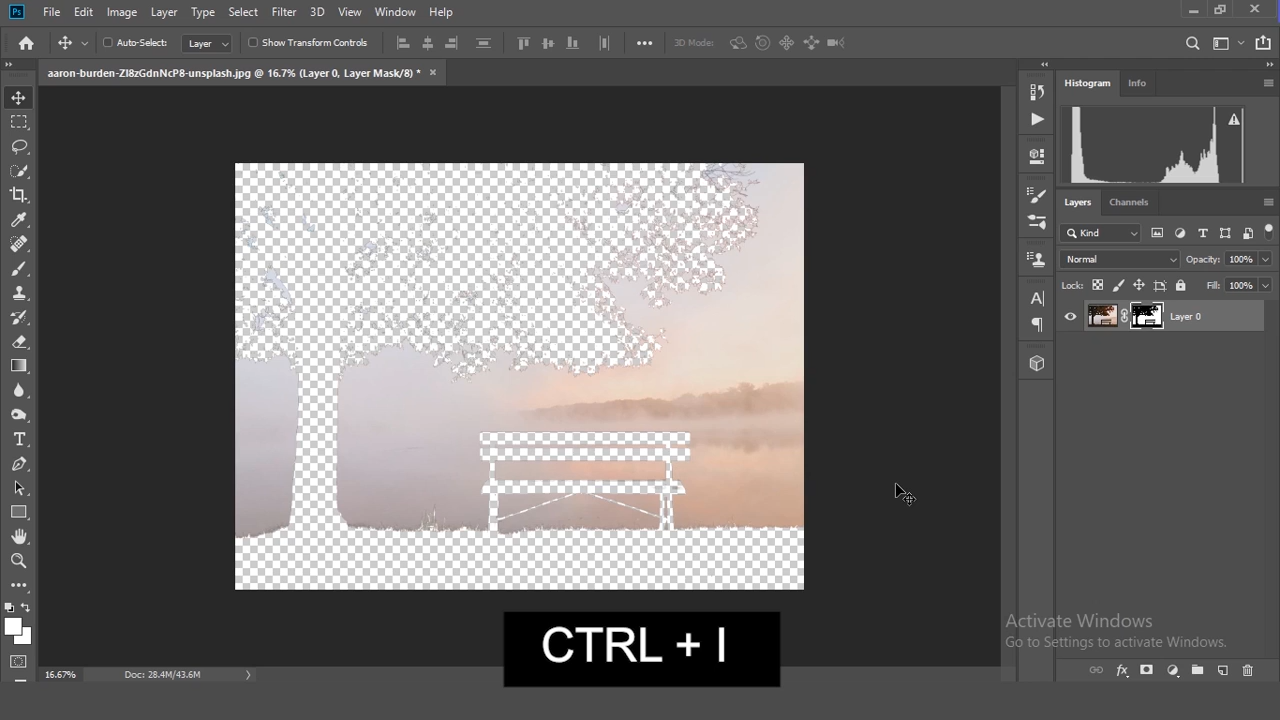 Ps File Edit Image Layer Type Select Filter 3D View Window Help
Auto-Select: Layer Show Transform Controls 3D Mode:
aaron-burden-ZI8zGdnNcP8-unsplash.jpg @ 16.7% (Layer 0, Layer Mask/8) *
Histogram Info
Layers Channels
Kind
Normal Opacity: 100%
Lock: Fill: 100%
Layer 0
Activate Windows
Go to Settings to activate Windows.
CTRL + I
16.67% Doc: 28.4M/43.6M
fx